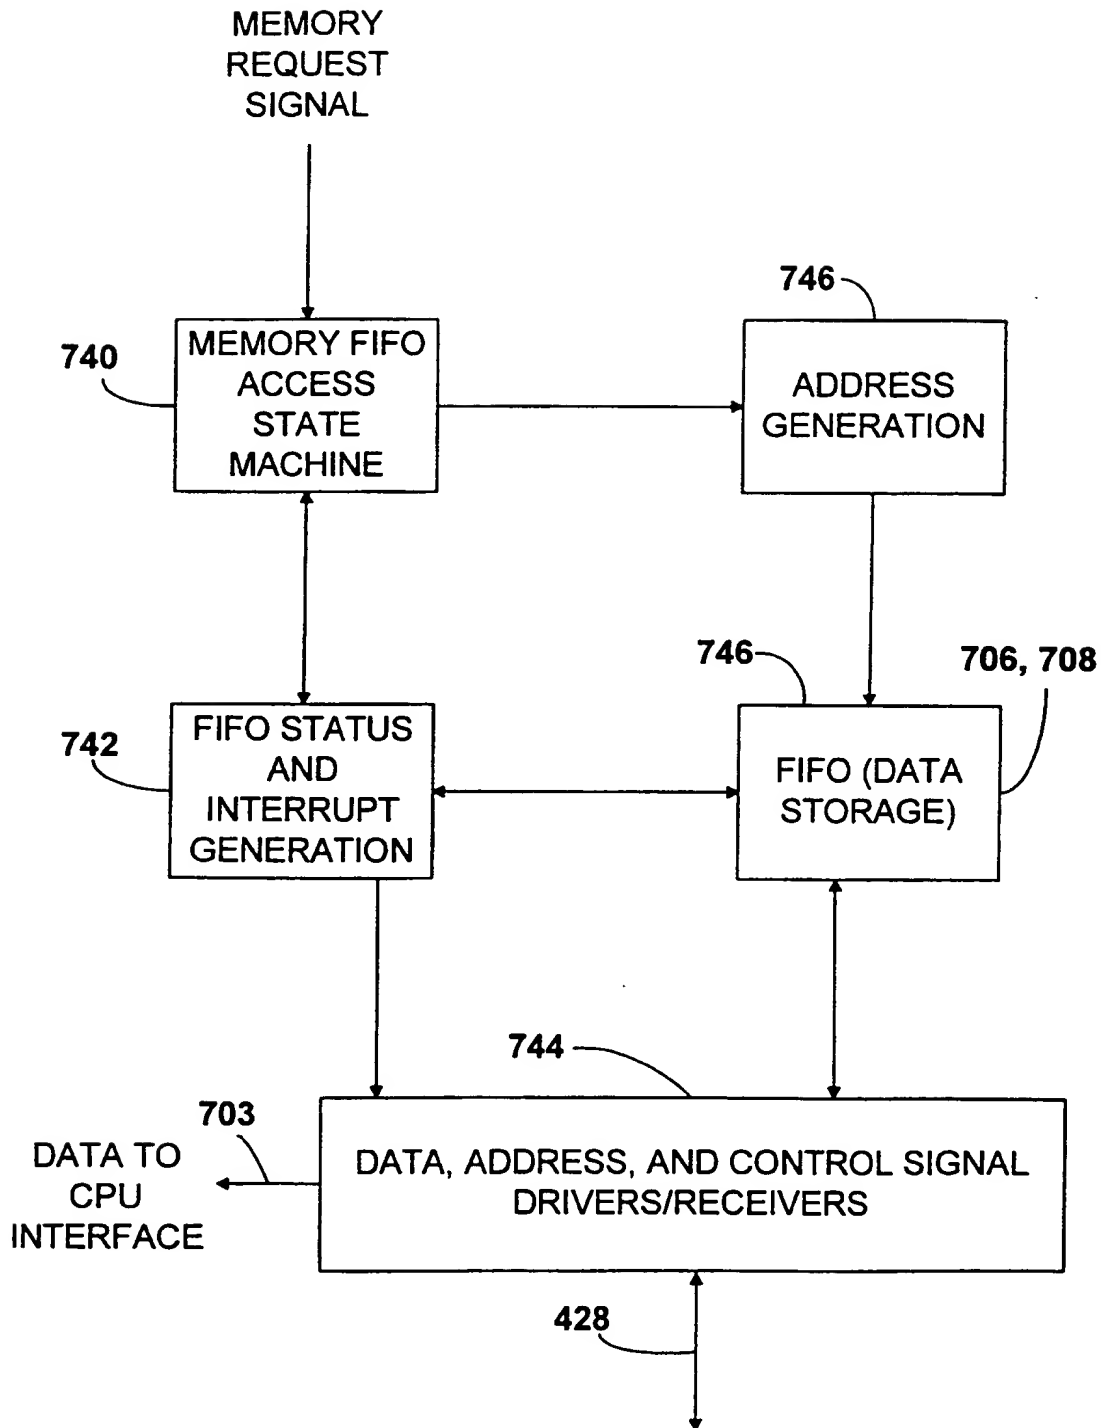 MEMORY
REQUEST
SIGNAL
746
740
MEMORY FIFO
ACCESS
STATE
MACHINE
ADDRESS
GENERATION
746
706, 708
742
FIFO STATUS
AND
INTERRUPT
GENERATION
FIFO (DATA
STORAGE)
744
703
DATA TO
CPU
INTERFACE
DATA, ADDRESS, AND CONTROL SIGNAL
DRIVERS/RECEIVERS
428